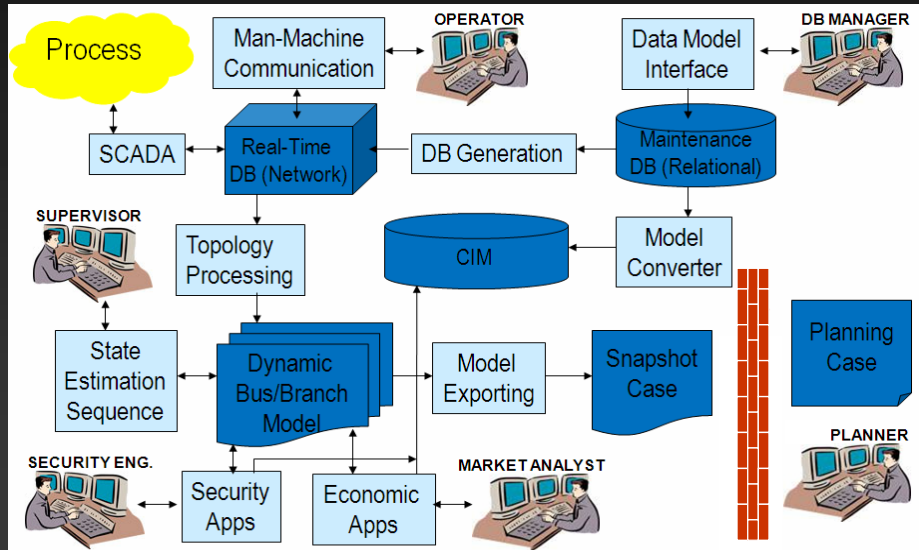 OPERATOR
DB MANAGER
Process
Man-Machine
Communication
Data Model
Interface
SCADA
Real-Time
DB (Network)
DB Generation
Maintenance
DB (Relational)
SUPERVISOR
Topology
Processing
CIM
Model
Converter
State
Estimation
Sequence
Dynamic
Bus/Branch
Model
Model
Exporting
Snapshot
Case
Planning
Case
SECURITY ENG.
Security
Apps
Economic
Apps
MARKET ANALYST
PLANNER